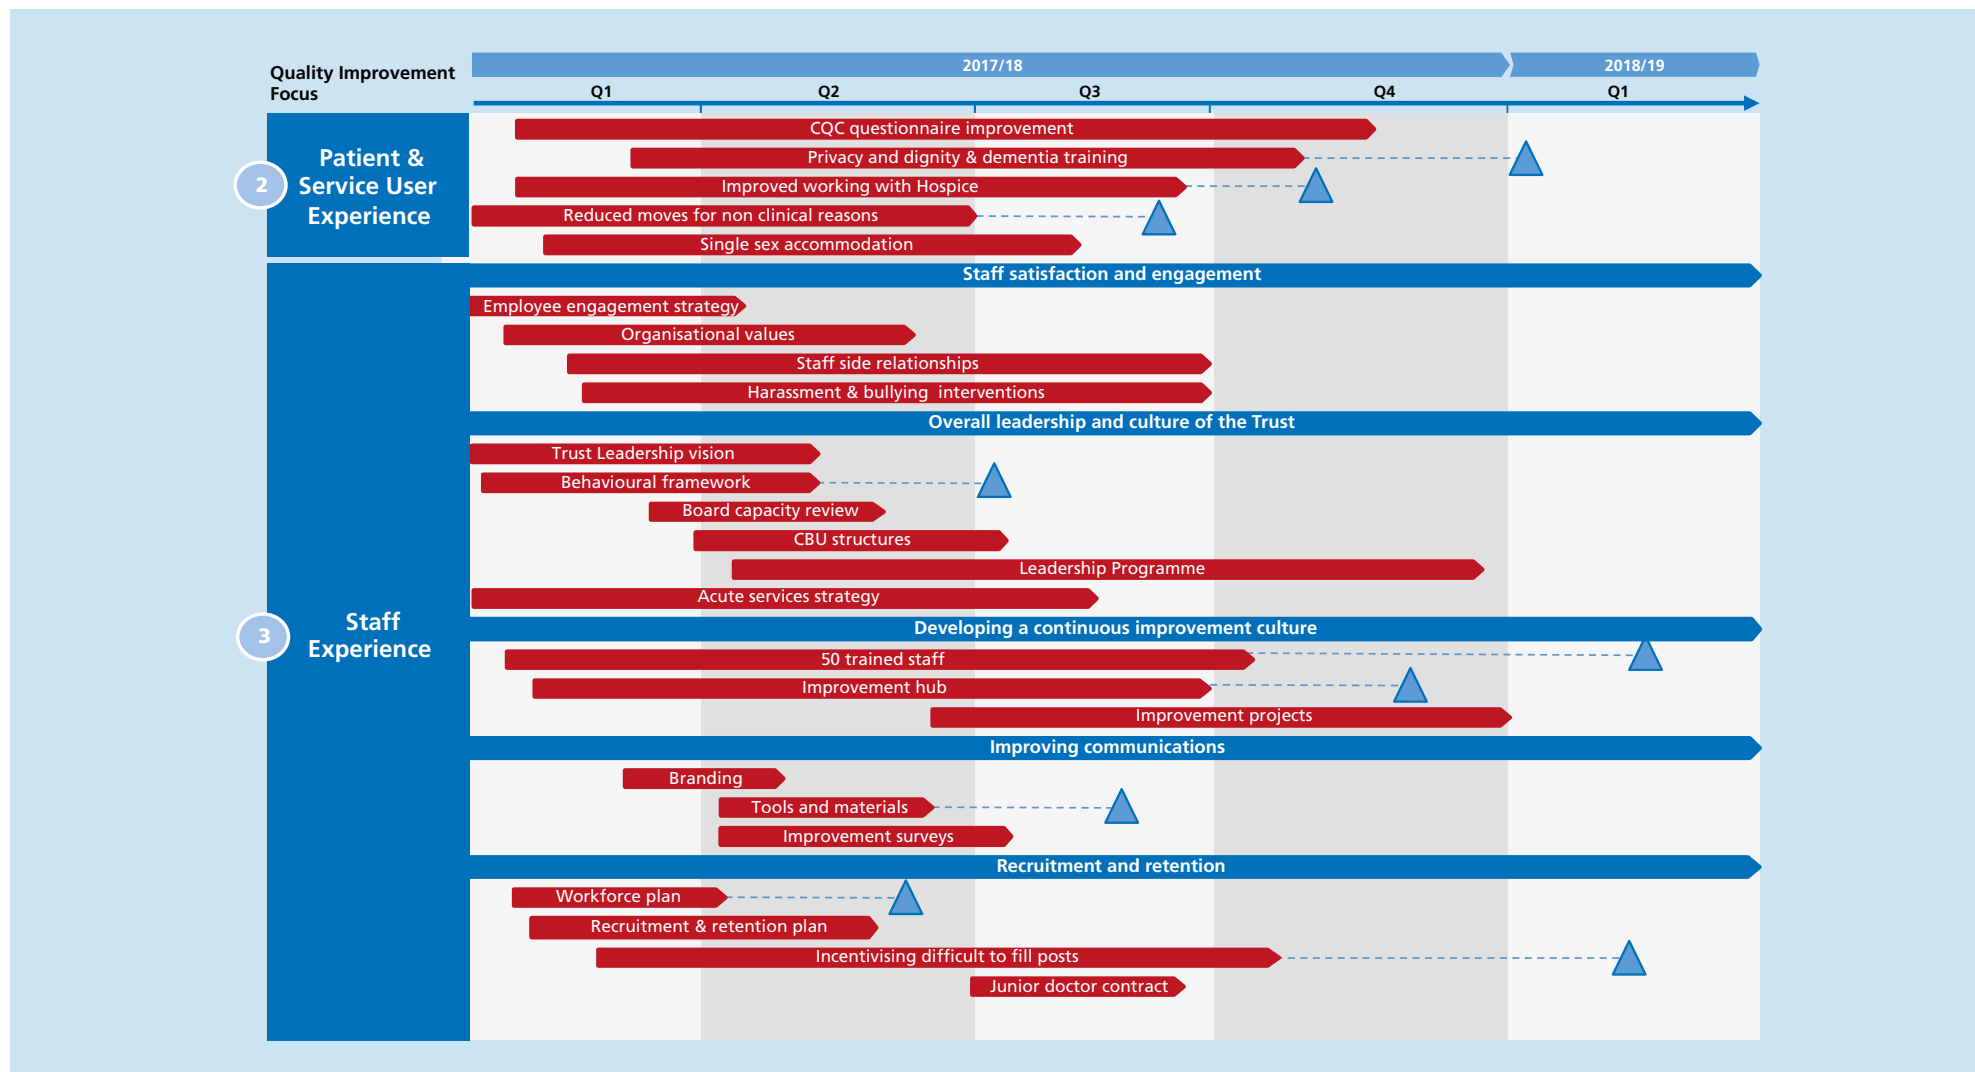 Quality Improvement
Focus
2017/18
2018/19
Q1
Q2
Q3
Q4
Q1
2
Patient &
Service User
Experience
CQC questionnaire improvement
Privacy and dignity & dementia training
Improved working with Hospice
Reduced moves for non clinical reasons
Single sex accommodation
3
Staff
Experience
Staff satisfaction and engagement
Employee engagement strategy
Organisational values
Staff side relationships
Harassment & bullying  interventions
Overall leadership and culture of the Trust
Trust Leadership vision
Behavioural framework
Board capacity review
CBU structures
Leadership Programme
Acute services strategy
Developing a continuous improvement culture
50 trained staff
Improvement hub
Improvement projects
Improving communications
Branding
Tools and materials
Improvement surveys
Recruitment and retention
Workforce plan
Recruitment & retention plan
Incentivising difficult to fill posts
Junior doctor contract